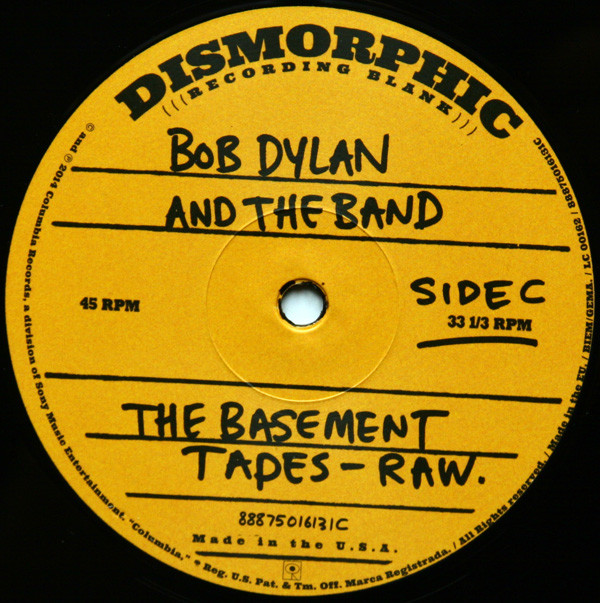 DISMORPHIC
(((RECORDING BLANK)))
BOB DYLAN
AND THE BAND
45 RPM
SIDE C
33 1/3 RPM
THE BASEMENT
TAPES - RAW.
88875016131C
Made in the U.S.A.
© and ℗ 2014 Columbia Records, a division of Sony Music Entertainment. "Columbia," ® Reg. U.S. Pat. & Tm. Off. Marca Registrada. / All Rights reserved. / Made in the EU. / BIEM/GEMA. / LC 00162 / 88875016131C